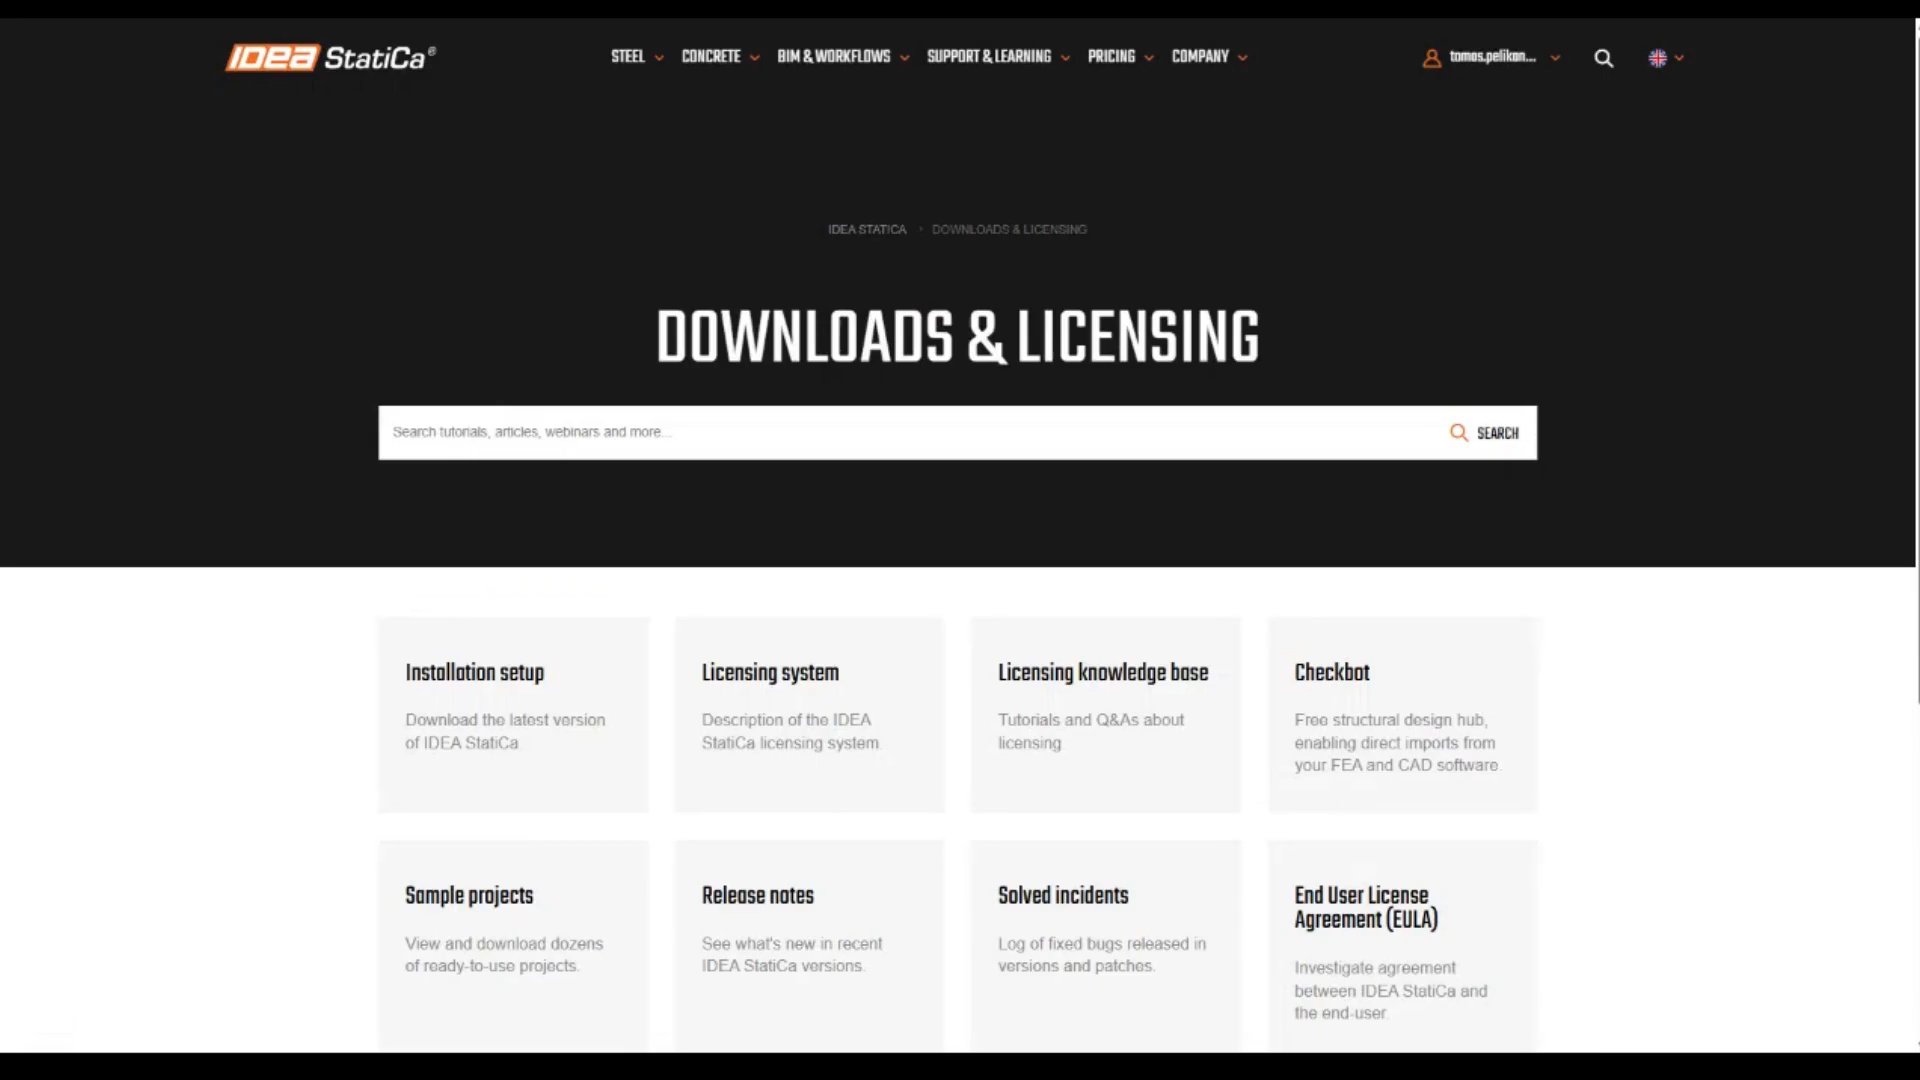 IDEA StatiCa®
STEEL CONCRETE BIM & WORKFLOWS SUPPORT & LEARNING PRICING COMPANY
tomas.pelikan...
IDEA STATICA › DOWNLOADS & LICENSING
DOWNLOADS & LICENSING
Search tutorials, articles, webinars and more...
SEARCH
Installation setup
Download the latest version
of IDEA StatiCa
Licensing system
Description of the IDEA
StatiCa licensing system
Licensing knowledge base
Tutorials and Q&As about
licensing
Checkbot
Free structural design hub,
enabling direct imports from
your FEA and CAD software.
Sample projects
View and download dozens
of ready-to-use projects.
Release notes
See what's new in recent
IDEA StatiCa versions.
Solved incidents
Log of fixed bugs released in
versions and patches.
End User License
Agreement (EULA)
Investigate agreement
between IDEA StatiCa and
the end-user.